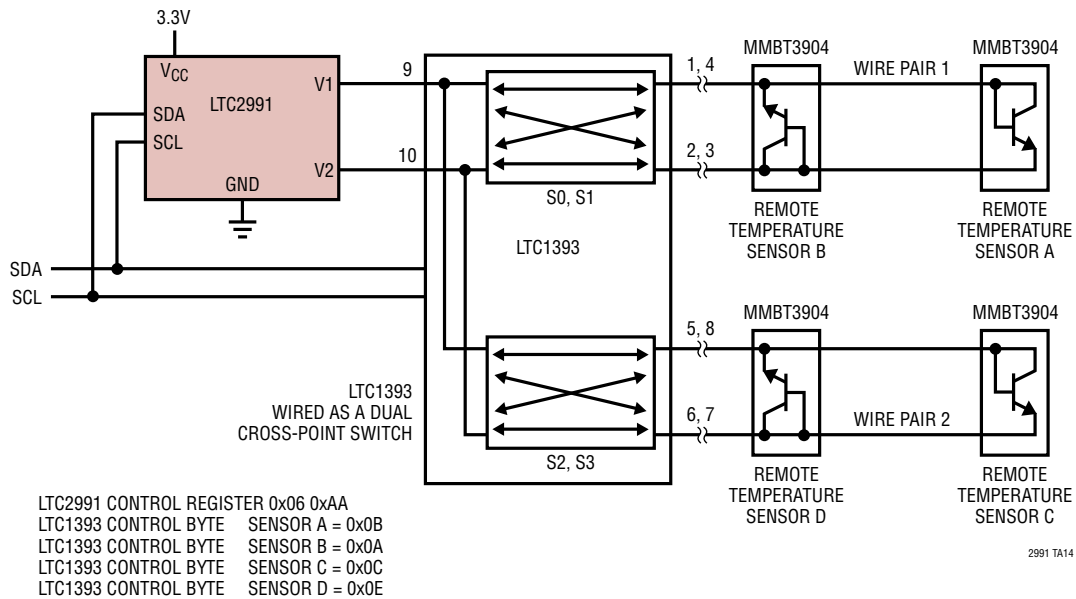 3.3V
VCC
LTC2991
SDA
SCL
GND
V1
V2
9
10
SDA
SCL
S0, S1
LTC1393
S2, S3
LTC1393
WIRED AS A DUAL
CROSS-POINT SWITCH
1, 4
2, 3
MMBT3904
WIRE PAIR 1
MMBT3904
REMOTE
TEMPERATURE
SENSOR B
REMOTE
TEMPERATURE
SENSOR A
5, 8
6, 7
MMBT3904
MMBT3904
WIRE PAIR 2
REMOTE
TEMPERATURE
SENSOR D
REMOTE
TEMPERATURE
SENSOR C
LTC2991 CONTROL REGISTER 0x06 0xAA
LTC1393 CONTROL BYTE SENSOR A = 0x0B
LTC1393 CONTROL BYTE SENSOR B = 0x0A
LTC1393 CONTROL BYTE SENSOR C = 0x0C
LTC1393 CONTROL BYTE SENSOR D = 0x0E
2991 TA14